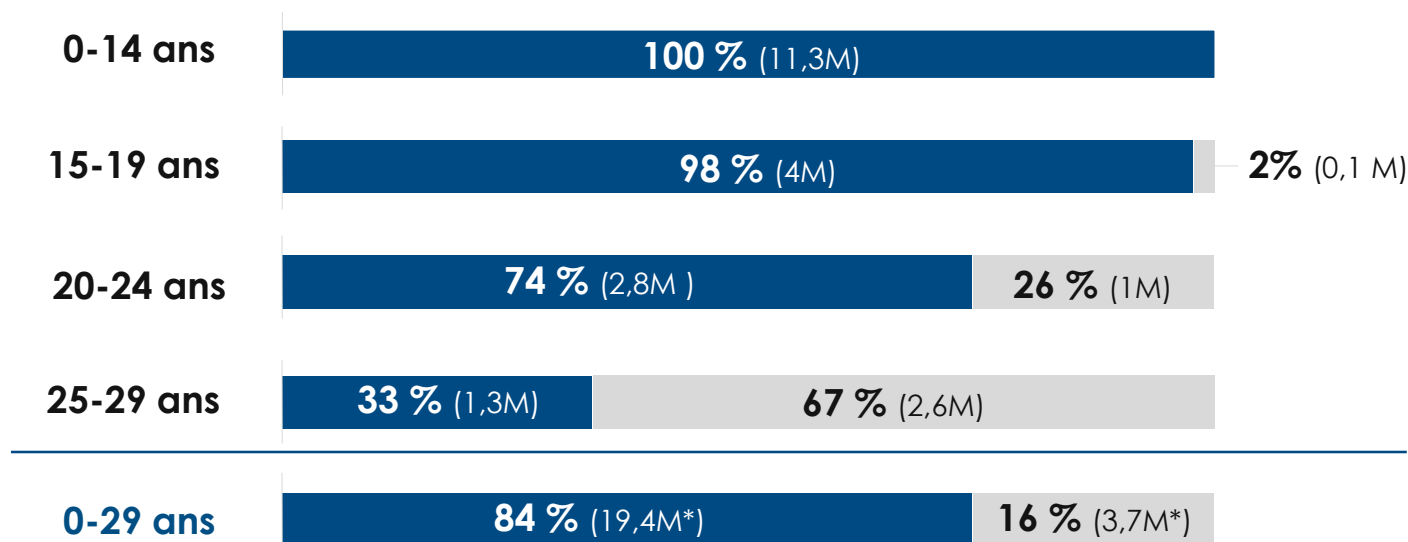 0-14 ans 100 % (11,3M)
15-19 ans 98 % (4M) 2% (0,1 M)
20-24 ans 74 % (2,8M ) 26 % (1M)
25-29 ans 33 % (1,3M) 67 % (2,6M)
0-29 ans 84 % (19,4M*) 16 % (3,7M*)